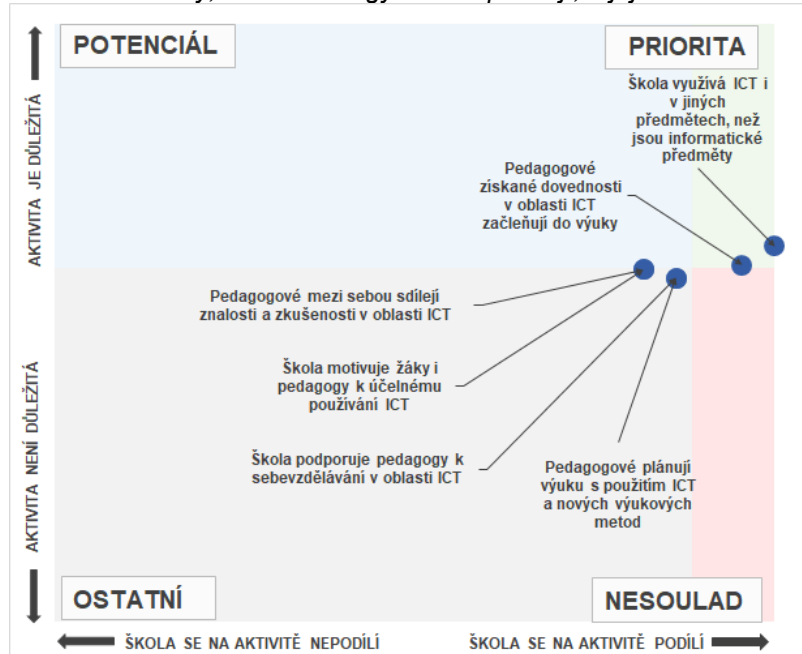 POTENCIÁL
PRIORITA
Škola využívá ICT i
v jiných
předmětech, než
jsou informatické
předměty
Pedagogové
získané dovednosti
v oblasti ICT
začleňují do výuky
Pedagogové mezi sebou sdílejí
znalosti a zkušenosti v oblasti ICT
Škola motivuje žáky i
pedagogy k účelnému
používání ICT
Škola podporuje pedagogy k
sebevzdělávání v oblasti ICT
Pedagogové plánují
výuku s použitím ICT
a nových výukových
metod
OSTATNÍ
NESOULAD
AKTIVITA JE DŮLEŽITÁ
AKTIVITA NENÍ DŮLEŽITÁ
ŠKOLA SE NA AKTIVITĚ NEPODÍLÍ
ŠKOLA SE NA AKTIVITĚ PODÍLÍ